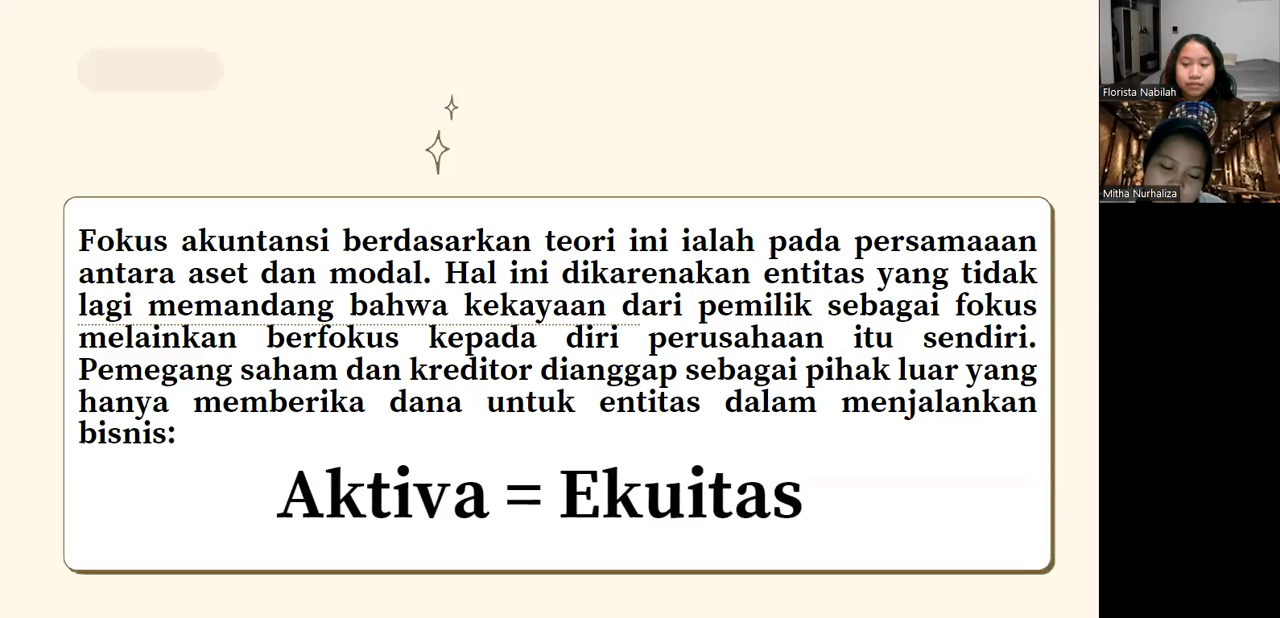 Fokus akuntansi berdasarkan teori ini ialah pada persamaaan
antara aset dan modal. Hal ini dikarenakan entitas yang tidak
lagi memandang bahwa kekayaan dari pemilik sebagai fokus
melainkan berfokus kepada diri perusahaan itu sendiri.
Pemegang saham dan kreditor dianggap sebagai pihak luar yang
hanya memberika dana untuk entitas dalam menjalankan
bisnis:
Aktiva = Ekuitas
Florista Nabilah
Mitha Nurhaliza